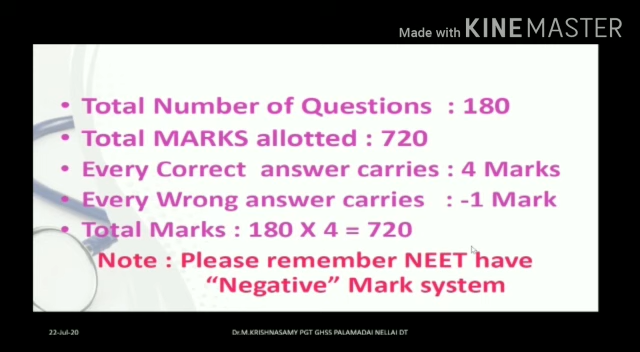 Made with KINEMASTER
• Total Number of Questions : 180
• Total MARKS allotted : 720
• Every Correct answer carries : 4 Marks
• Every Wrong answer carries : -1 Mark
• Total Marks : 180 X 4 = 720
Note : Please remember NEET have
“Negative” Mark system
22-Jul-20 Dr.M.KRISHNASAMY PGT GHSS PALAMADAI NELLAI DT